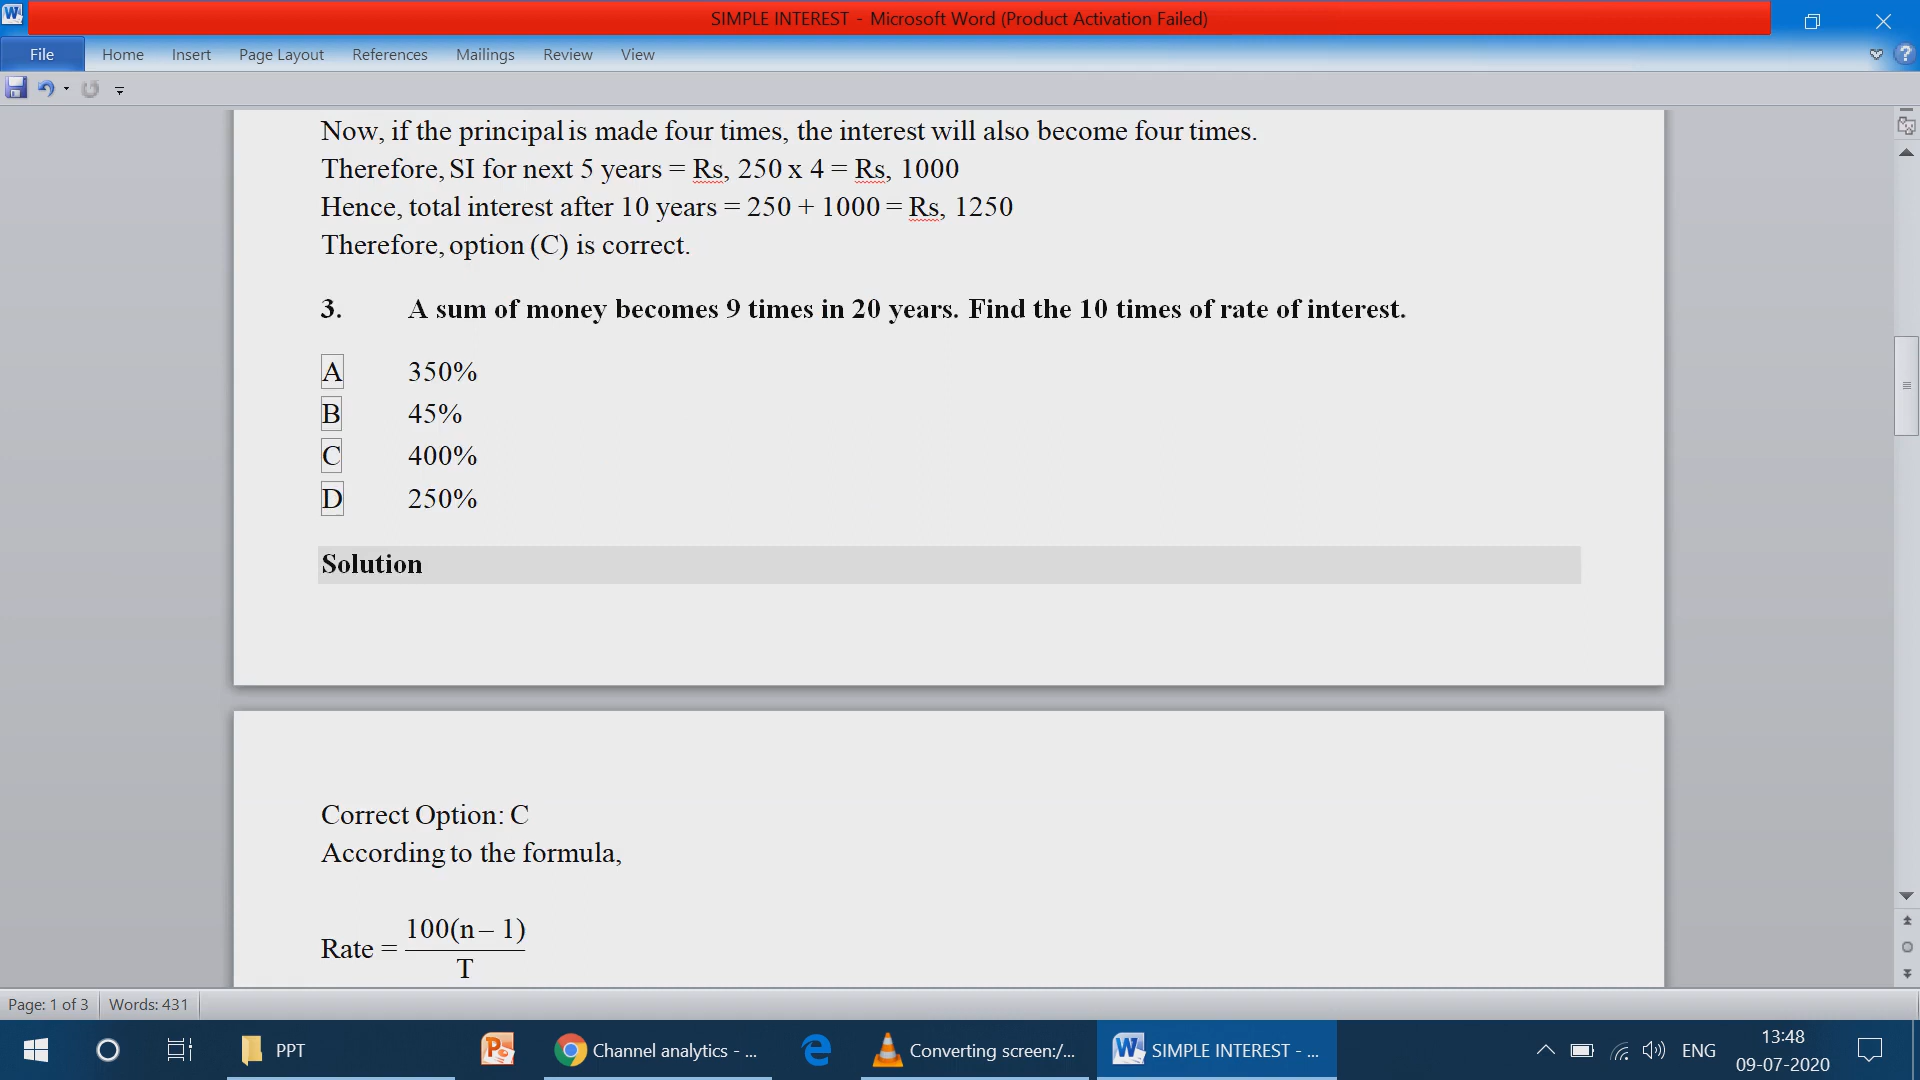 SIMPLE INTEREST - Microsoft Word (Product Activation Failed)
File Home Insert Page Layout References Mailings Review View
Now, if the principal is made four times, the interest will also become four times.
Therefore, SI for next 5 years = Rs, 250 x 4 = Rs, 1000
Hence, total interest after 10 years = 250 + 1000 = Rs, 1250
Therefore, option (C) is correct.
3. A sum of money becomes 9 times in 20 years. Find the 10 times of rate of interest.
A 350%
B 45%
C 400%
D 250%
Solution
Correct Option: C
According to the formula,
Rate = 100(n – 1)
T
Page: 1 of 3 Words: 431
PPT Channel analytics - ... Converting screen:/... SIMPLE INTEREST - ... ENG 13:48
09-07-2020